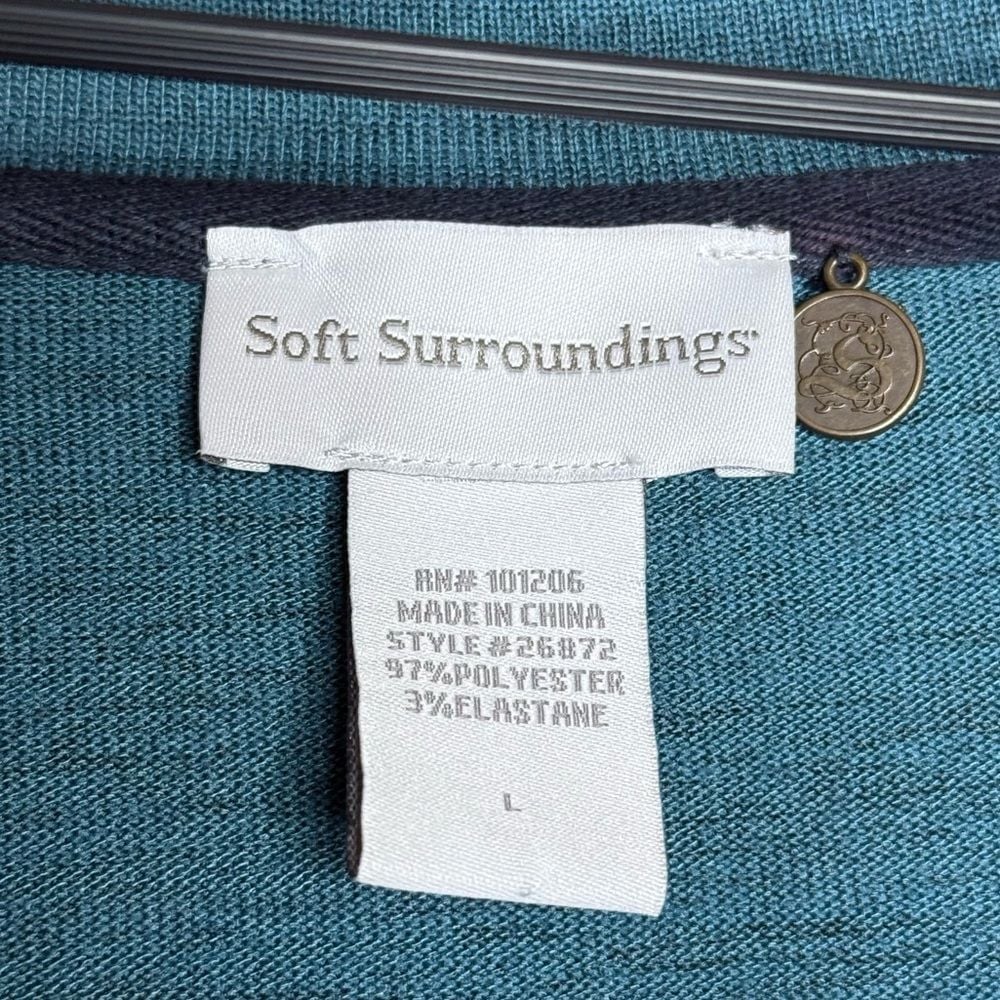 Soft Surroundings
RN# 101206
MADE IN CHINA
STYLE #26872
97%POLYESTER
3%ELASTANE
L